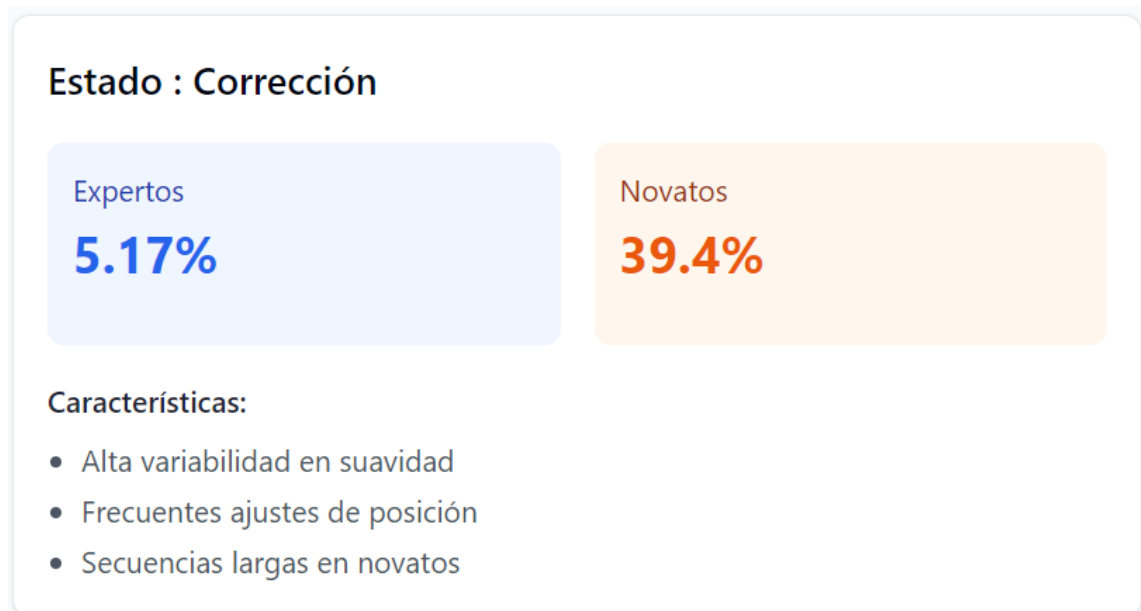 Estado : Corrección
Expertos
5.17%
Novatos
39.4%
Características:
Alta variabilidad en suavidad
Frecuentes ajustes de posición
Secuencias largas en novatos